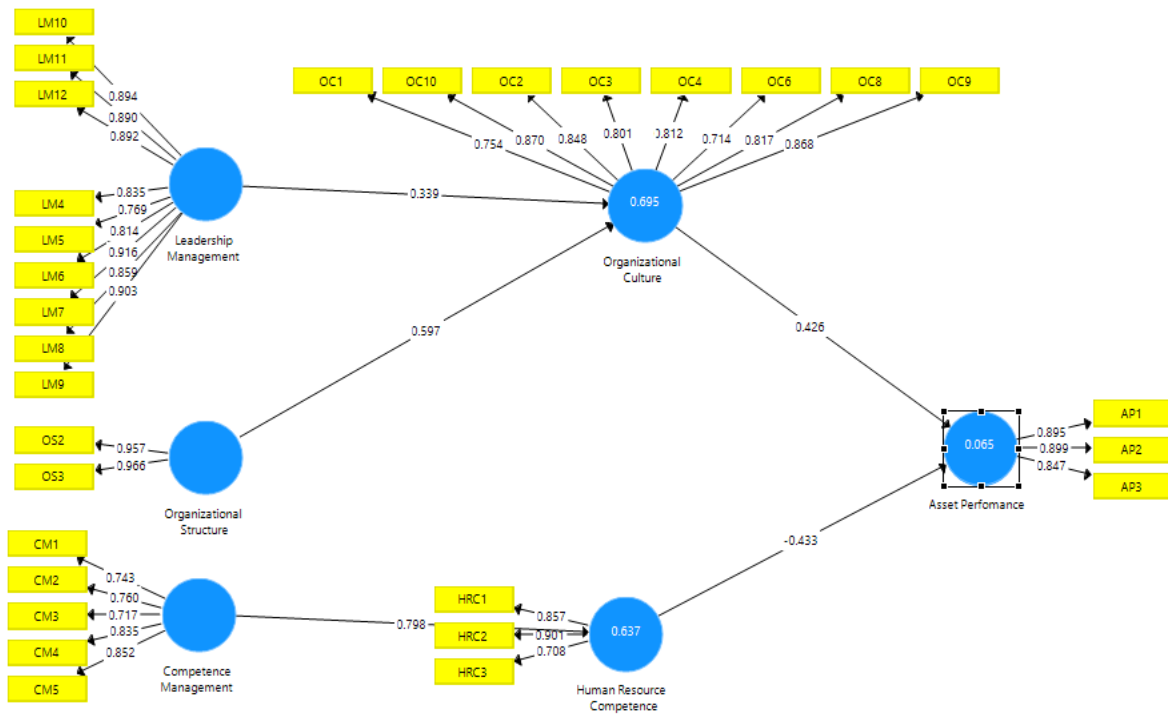 LM10
LM11
LM12
0.894
0.890
0.892
OC1
OC10
OC2
OC3
OC4
OC6
OC8
OC9
0.754
0.870
0.848
0.801
0.812
0.714
0.817
0.868
LM4
LM5
LM6
LM7
LM8
LM9
0.835
0.769
0.814
0.916
0.859
0.903
Leadership
Management
0.339
0.695
Organizational
Culture
0.597
0.426
OS2
OS3
0.957
0.966
Organizational
Structure
0.065
Asset Perfomance
0.895
0.899
0.847
AP1
AP2
AP3
-0.433
CM1
CM2
CM3
CM4
CM5
0.743
0.760
0.717
0.835
0.852
Competence
Management
0.798
HRC1
HRC2
HRC3
0.857
0.901
0.708
0.637
Human Resource
Competence